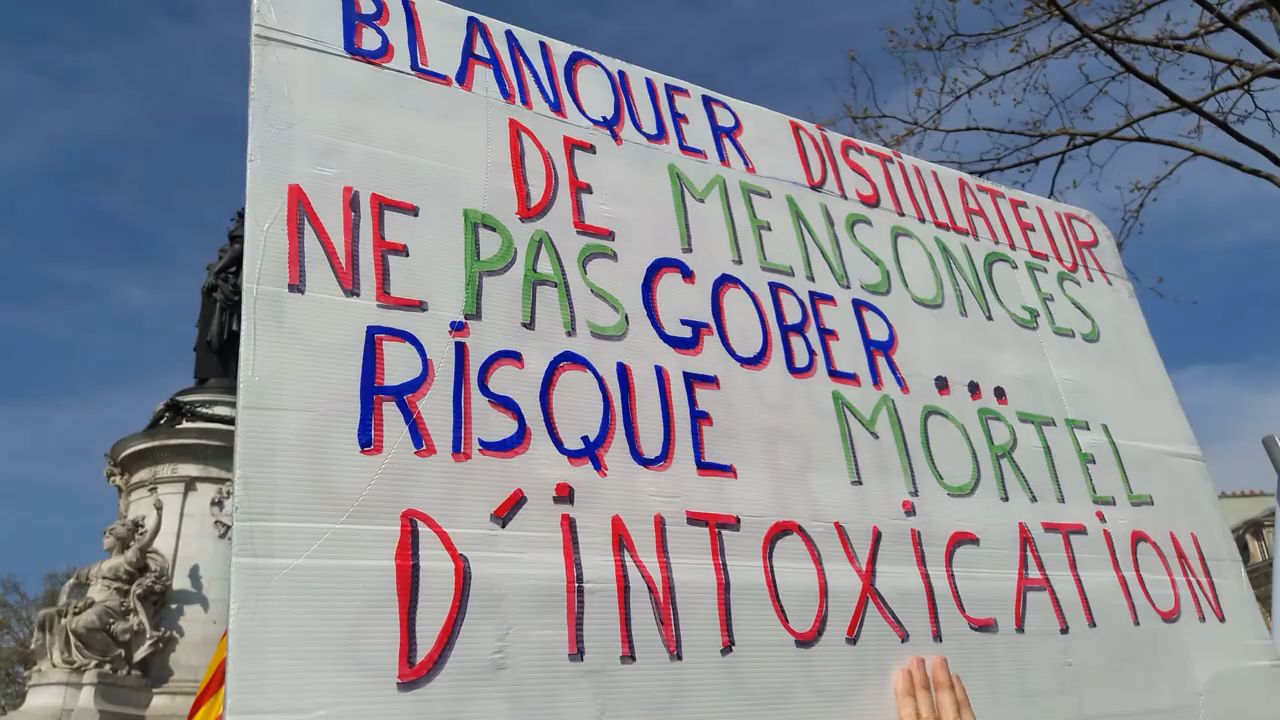 BLANQUER DiSTiLLATEUR
DE MENSONGES
NE PAS GOBER...
RiSQUE MORTEL
D'iNTOXiCATiON